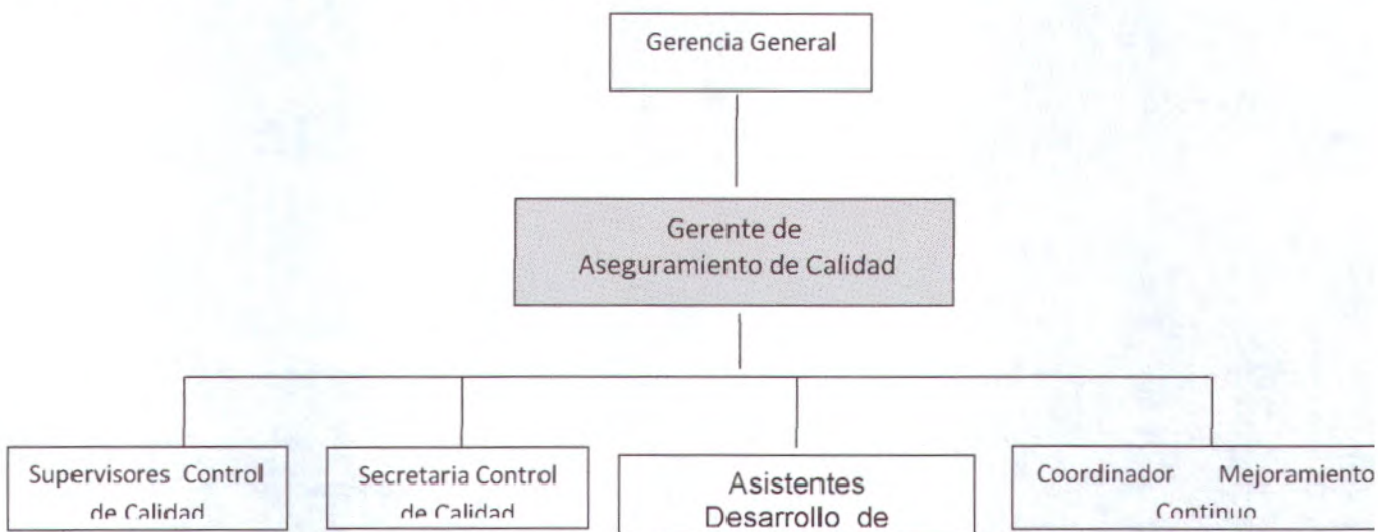 Gerencia General
Gerente de
Aseguramiento de Calidad
Supervisores Control
de Calidad
Secretaria Control
de Calidad
Asistentes
Desarrollo de
Coordinador Mejoramiento
Continuo